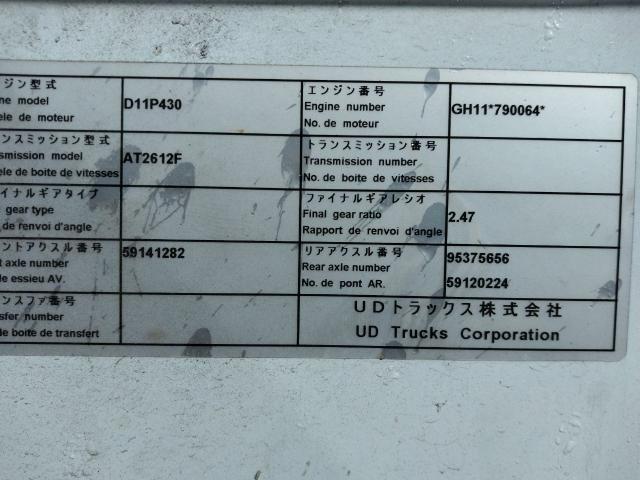 ジン型式
ne model
D11P430
エンジン番号
Engine number
GH11*790064*
èle de moteur
No. de moteur
ンスミッション型式
トランスミッション番号
nsmission model
AT2612F
Transmission number
èle de boite de vitesses
No. de boite de vitesses
イナルギアタイプ
ファイナルギアレシオ
gear type
Final gear ratio
2.47
de renvoi d'angle
Rapport de renvoi d'angle
ントアクスル番号
59141282
リアアクスル番号
95375656
t axle number
Rear axle number
de essieu AV.
No. de pont AR.
59120224
ンスファ番号
UDトラックス株式会社
sfer number
UD Trucks Corporation
de boite de transfert